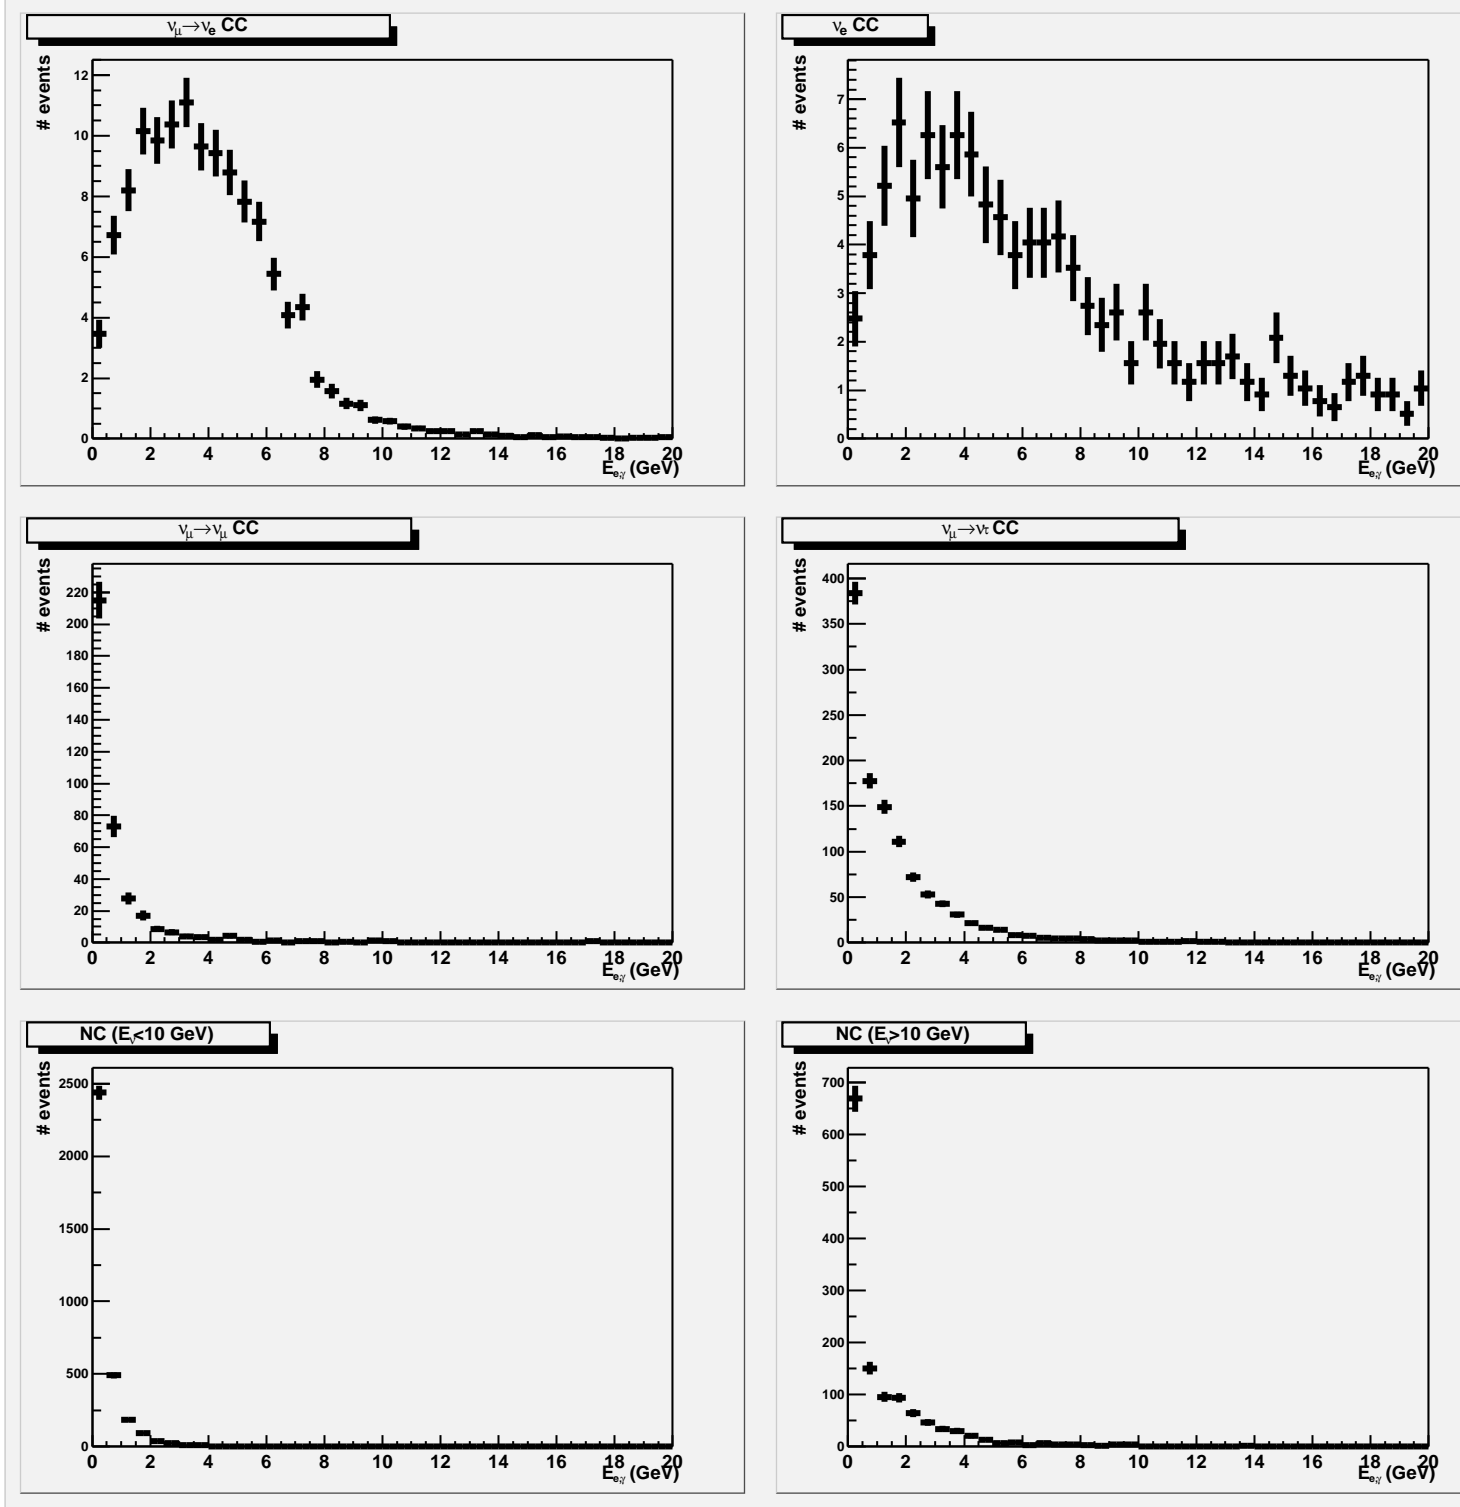 νμ→νe CC
# events
12
10
8
6
4
2
0
0 2 4 6 8 10 12 14 16 18 20
Ee,γ (GeV)
νe CC
# events
7
6
5
4
3
2
1
0
0 2 4 6 8 10 12 14 16 18 20
Ee,γ (GeV)
νμ→νμ CC
# events
220
200
180
160
140
120
100
80
60
40
20
0
0 2 4 6 8 10 12 14 16 18 20
Ee,γ (GeV)
νμ→ντ CC
# events
400
350
300
250
200
150
100
50
0
0 2 4 6 8 10 12 14 16 18 20
Ee,γ (GeV)
NC (Eν<10 GeV)
# events
2500
2000
1500
1000
500
0
0 2 4 6 8 10 12 14 16 18 20
Ee,γ (GeV)
NC (Eν>10 GeV)
# events
700
600
500
400
300
200
100
0
0 2 4 6 8 10 12 14 16 18 20
Ee,γ (GeV)